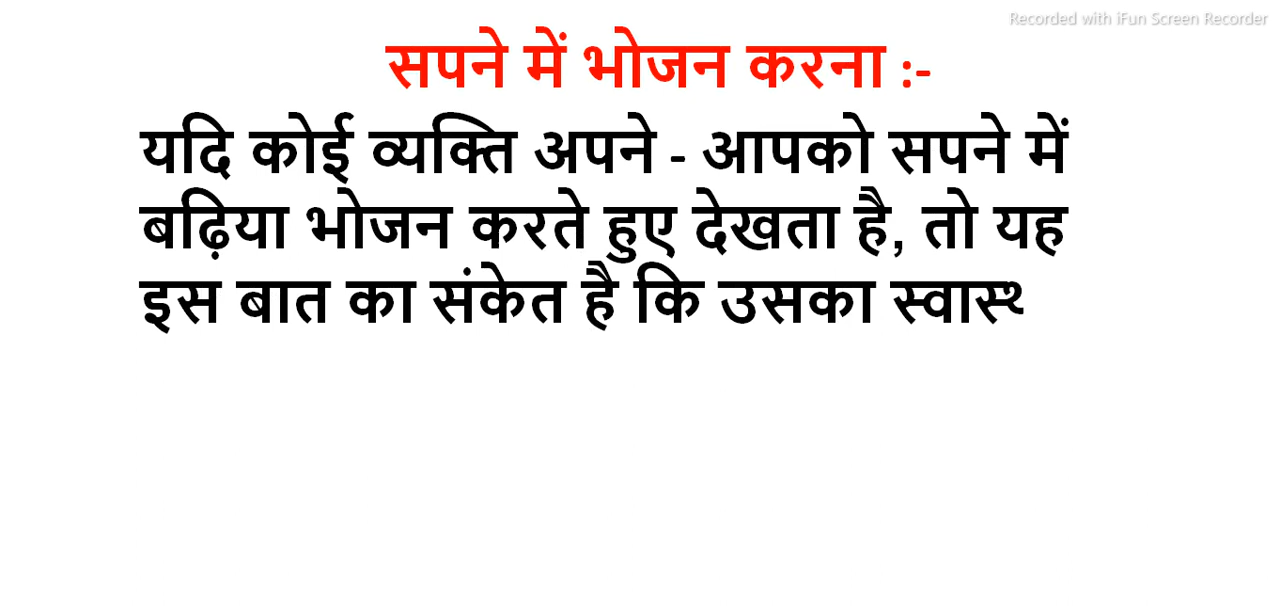 Recorded with iFun Screen Recorder
सपने में भोजन करना :-
यदि कोई व्यक्ति अपने - आपको सपने में
बढ़िया भोजन करते हुए देखता है, तो यह
इस बात का संकेत है कि उसका स्वास्थ